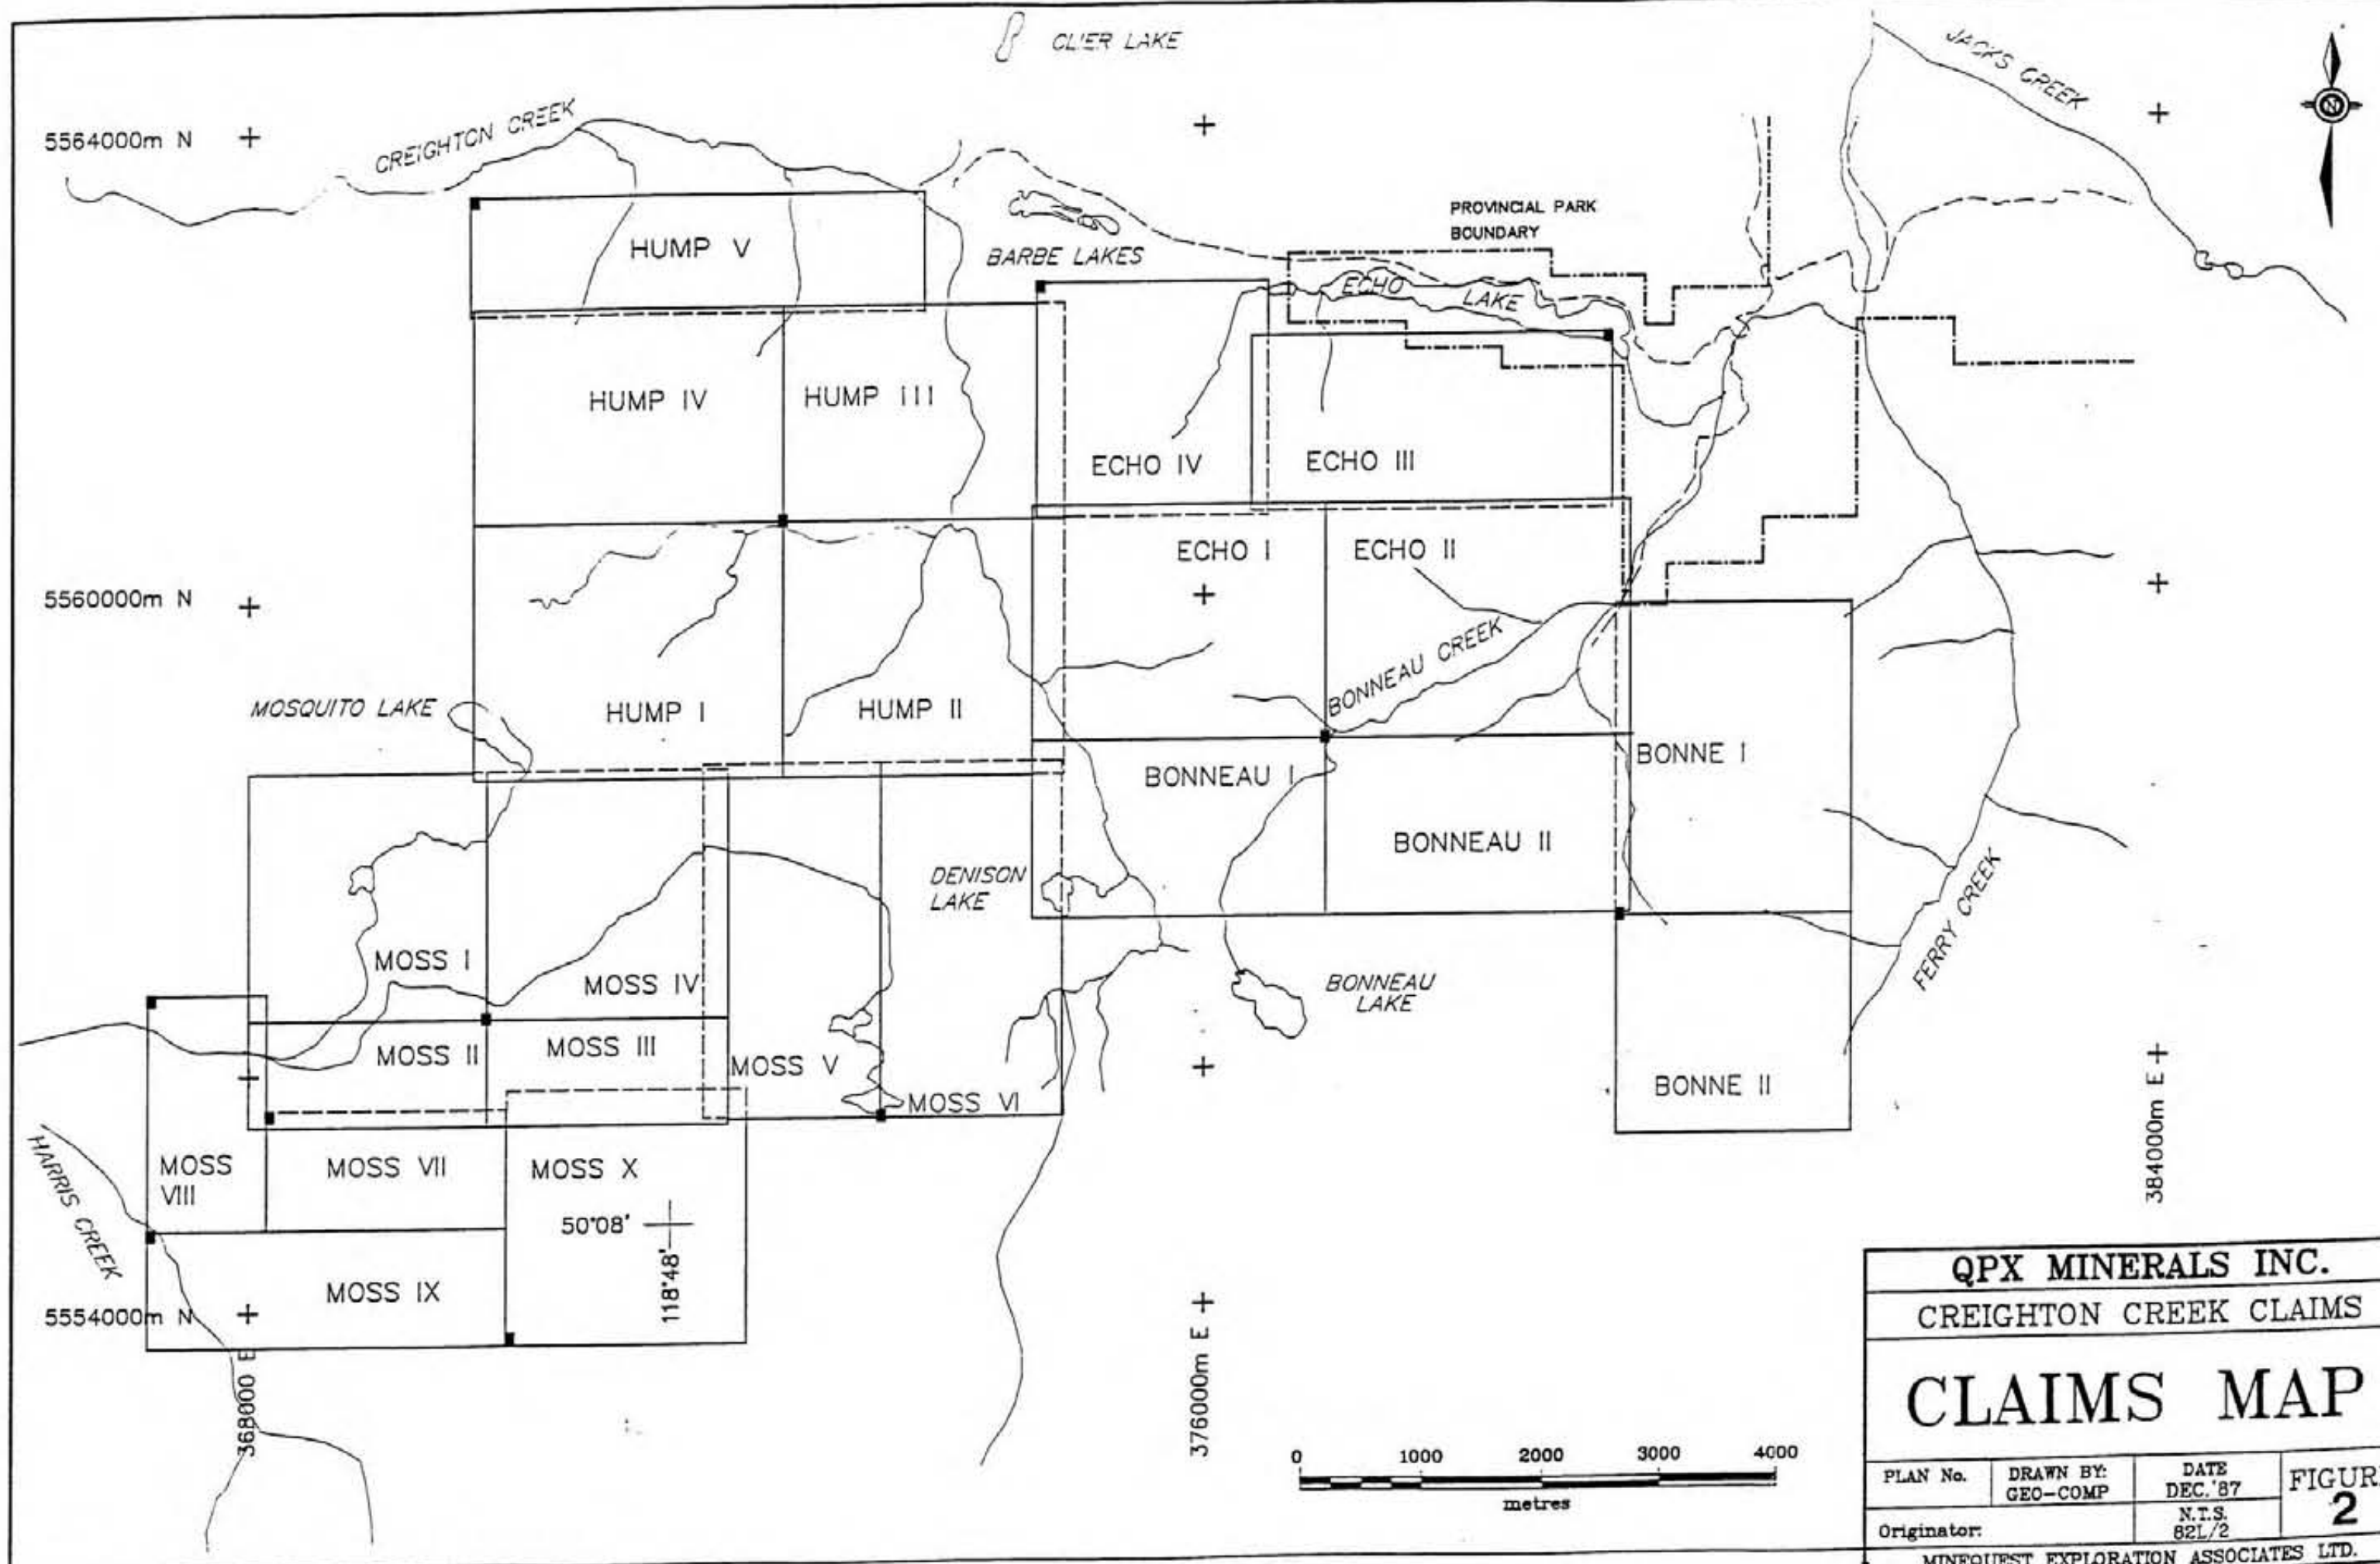 CLIER LAKE
JACKS CREEK
N
5564000m N
CREIGHTON CREEK
PROVINCIAL PARK
BOUNDARY
HUMP V
BARBE LAKES
ECHO
LAKE
HUMP IV
HUMP III
ECHO IV
ECHO III
ECHO I
ECHO II
5560000m N
BONNEAU CREEK
MOSQUITO LAKE
HUMP I
HUMP II
BONNE I
BONNEAU I
BONNEAU II
DENISON
LAKE
FERRY CREEK
MOSS I
MOSS IV
BONNEAU
LAKE
MOSS II
MOSS III
MOSS V
MOSS VI
BONNE II
384000m E
HARRIS CREEK
MOSS
VIII
MOSS VII
MOSS X
50°08'
118°48'
MOSS IX
5554000m N
368000 E
376000m E
0 1000 2000 3000 4000
metres
QPX MINERALS INC.
CREIGHTON CREEK CLAIMS
CLAIMS MAP
PLAN No.
DRAWN BY:
GEO-COMP
DATE
DEC.'87
FIGURE
2
Originator:
N.T.S.
82L/2
MINEQUEST EXPLORATION ASSOCIATES LTD.